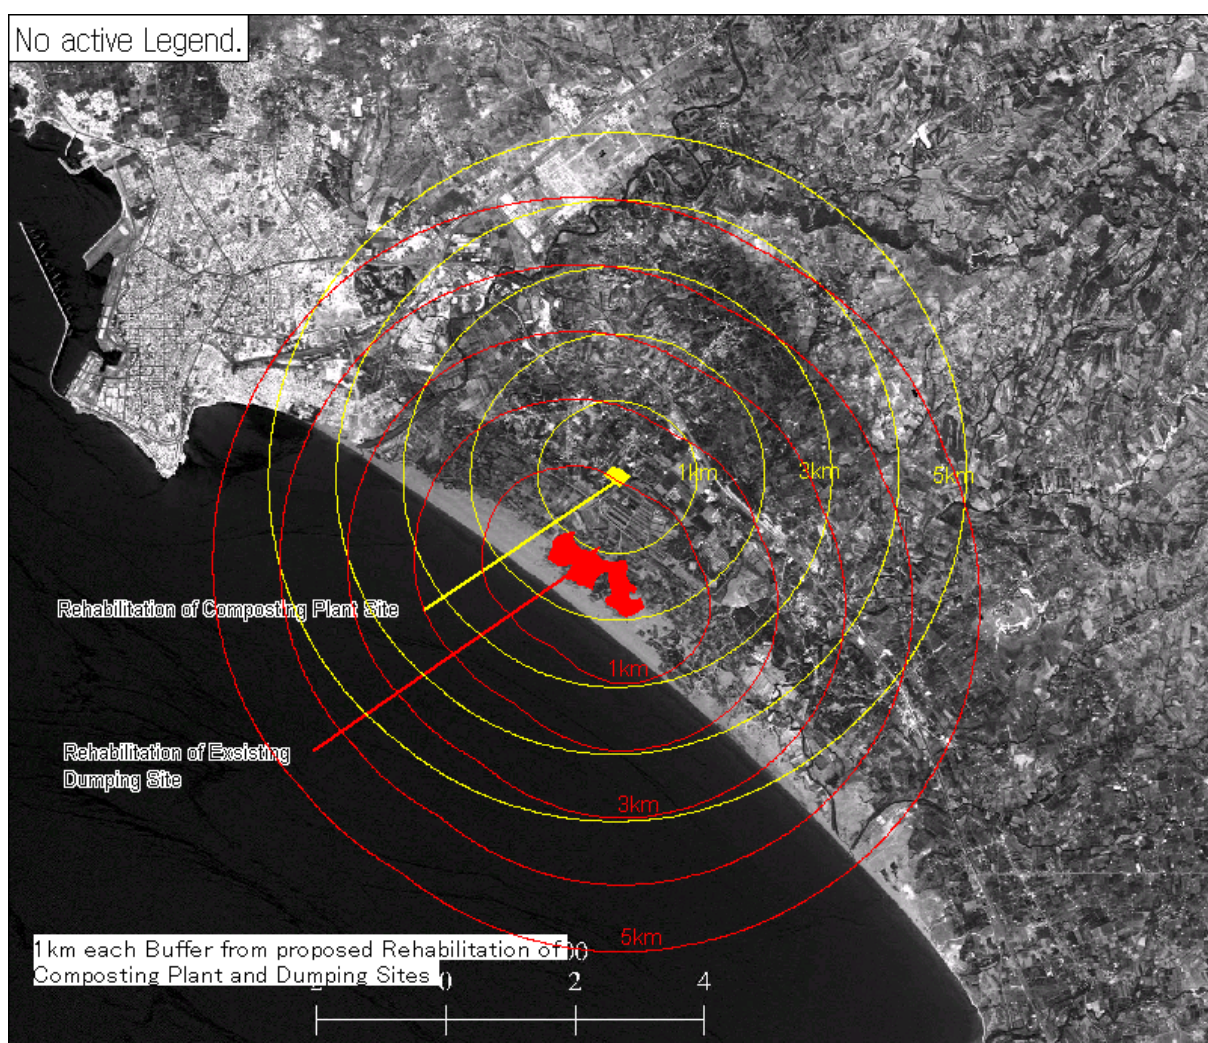 No active Legend.
1km
3km
5km
Rehabilitation of Composting Plant Site
1km
Rehabilitation of Exsisting
Dumping Site
3km
5km
1km each Buffer from proposed Rehabilitation of
Composting Plant and Dumping Sites
2
4